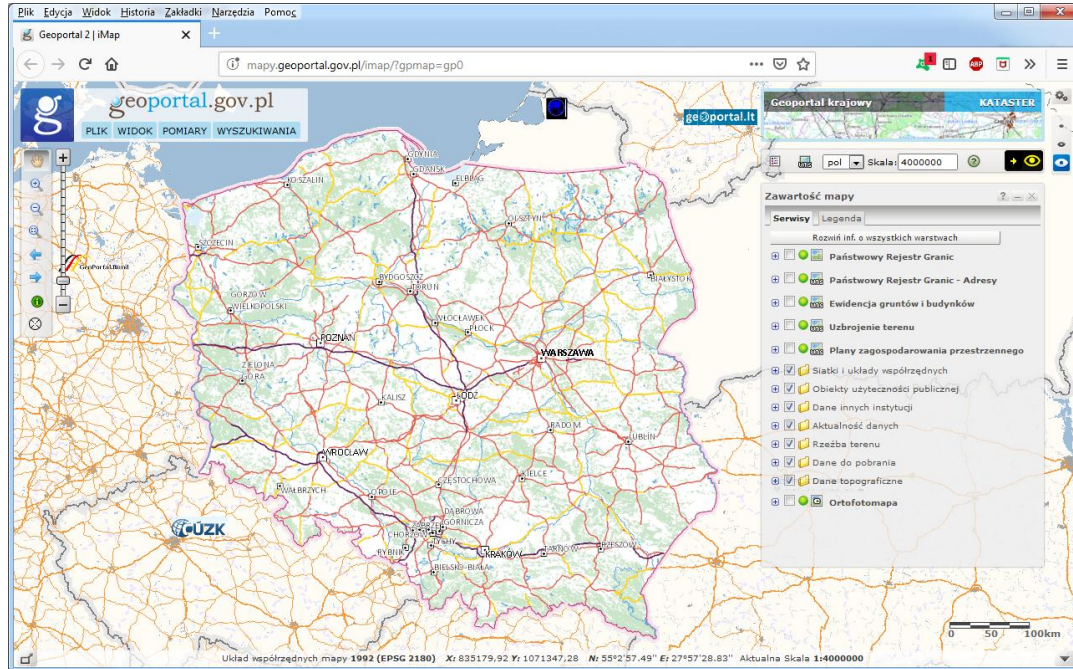 Plik Edycja Widok Historia Zakładki Narzędzia Pomoc
Geoportal 2 | iMap
mapy.geoportal.gov.pl/imap/?gpmap=gp0
1
ABP
geoportal.gov.pl
PLIK WIDOK POMIARY WYSZUKIWANIA
geoportal.lt
Geoportal krajowy KATASTER
pol Skala: 4000000
Zawartość mapy
Serwisy Legenda
Rozwiń inf. o wszystkich warstwach
Państwowy Rejestr Granic
Państwowy Rejestr Granic - Adresy
Ewidencja gruntów i budynków
Uzbrojenie terenu
Plany zagospodarowania przestrzennego
Siatki i układy współrzędnych
Obiekty użyteczności publicznej
Dane innych instytucji
Aktualność danych
Rzeźba terenu
Dane do pobrania
Dane topograficzne
Ortofotomapa
GDYNIA
GDAŃSK
KOSZALIN
ELBLĄG
OLSZTYN
SZCZECIN
GeoPortal.Bund
BIAŁYSTOK
BYDGOSZCZ
TORUŃ
GORZÓW
WIELKOPOLSKI
WŁOCŁAWEK
PŁOCK
POZNAŃ
WARSZAWA
ZIELONA
GÓRA
KALISZ
ŁÓDŹ
RADOM
LUBLIN
WROCŁAW
KIELCE
WAŁBRZYCH
OPOLE
CZĘSTOCHOWA
DĄBROWA
GÓRNICZA
ZABRZE
CHORZÓW
TYCHY
RYBNIK
KRAKÓW
TARNÓW
RZESZÓW
BIELSKO-BIAŁA
ČÚZK
0 50 100km
Układ współrzędnych mapy 1992 (EPSG 2180) X: 835179,92 Y: 1071347,28 N: 55°2'57.49'' E: 27°57'28.83'' Aktualna Skala 1:4000000